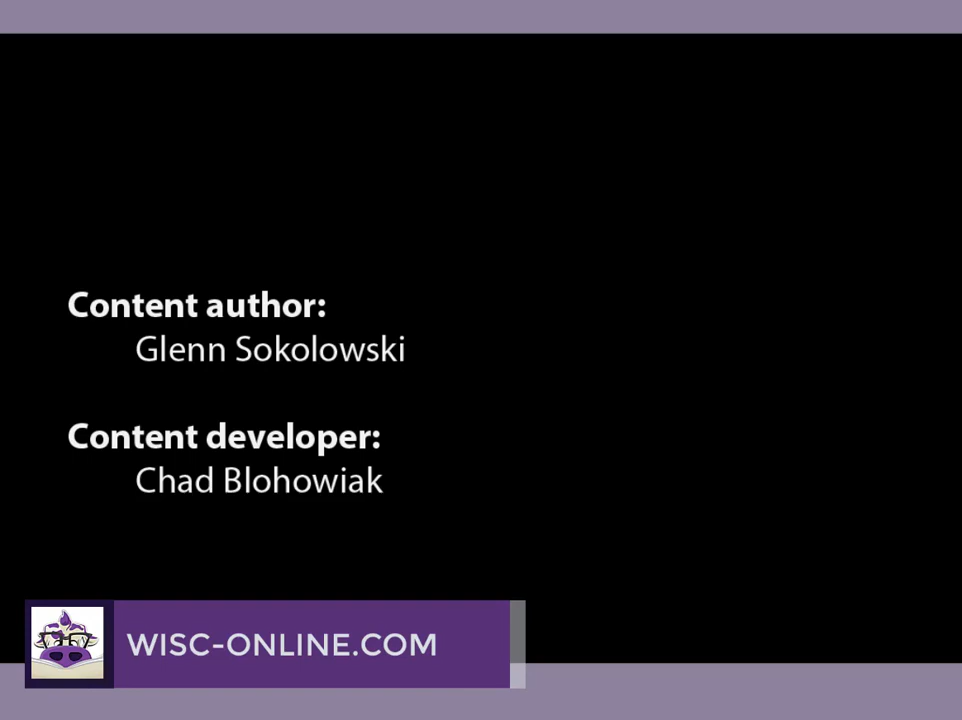 Content author:
Glenn Sokolowski
Content developer:
Chad Blohowiak
WISC-ONLINE.COM